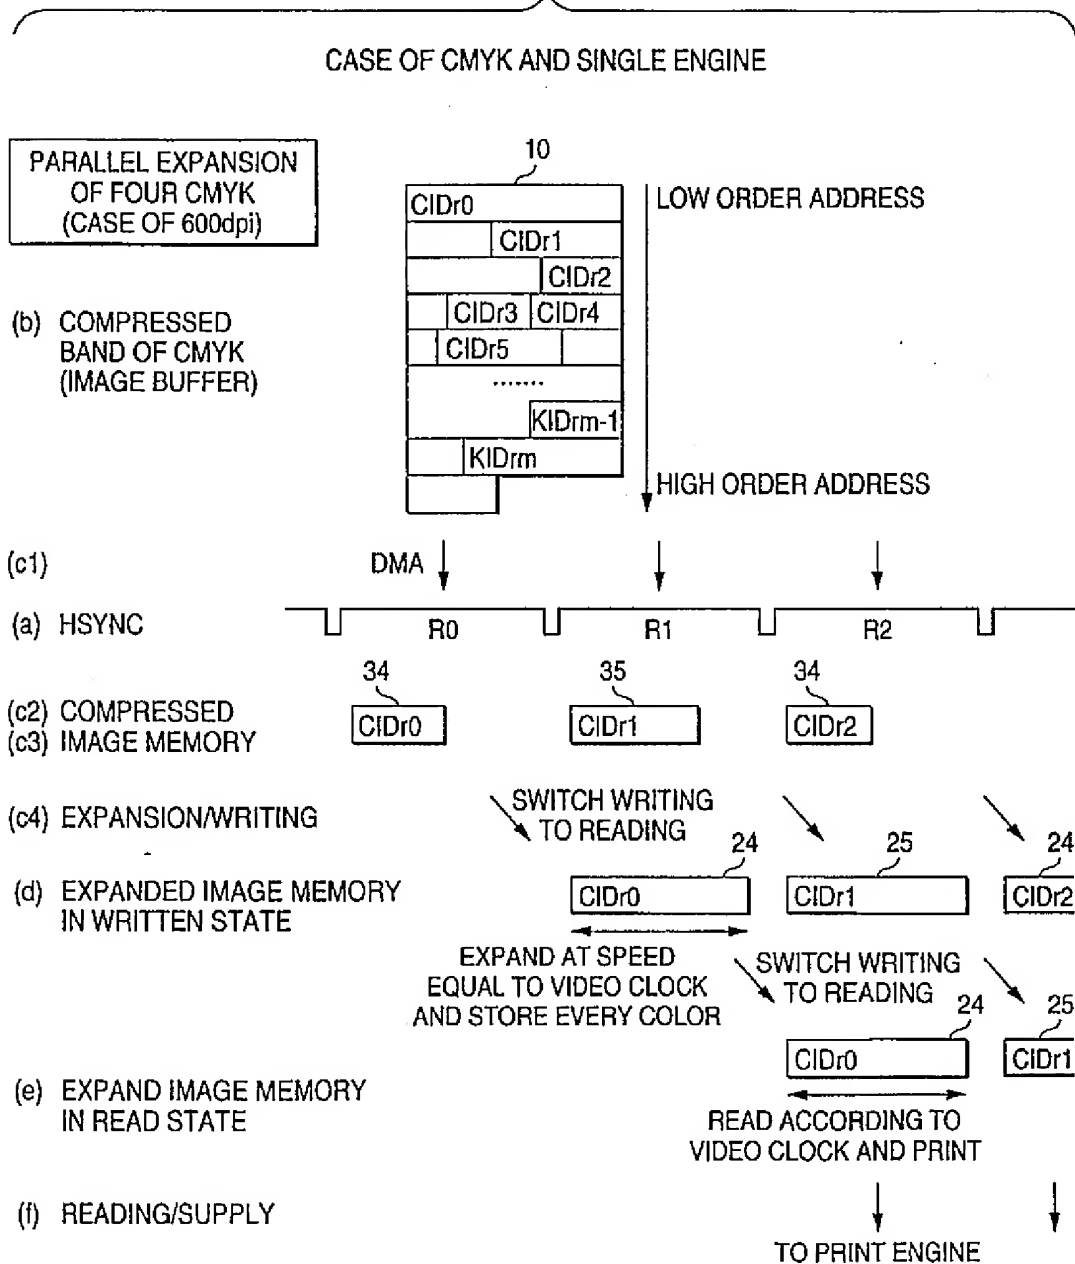 CASE OF CMYK AND SINGLE ENGINE
PARALLEL EXPANSION
OF FOUR CMYK
(CASE OF 600dpi)
10
CIDr0
LOW ORDER ADDRESS
CIDr1
CIDr2
(b) COMPRESSED
BAND OF CMYK
(IMAGE BUFFER)
CIDr3 CIDr4
CIDr5
.......
KIDrm-1
KIDrm
HIGH ORDER ADDRESS
(c1) DMA
(a) HSYNC R0 R1 R2
34 35 34
(c2) COMPRESSED
(c3) IMAGE MEMORY
CIDr0 CIDr1 CIDr2
(c4) EXPANSION/WRITING
SWITCH WRITING
TO READING
24 25 24
(d) EXPANDED IMAGE MEMORY
IN WRITTEN STATE
CIDr0 CIDr1 CIDr2
EXPAND AT SPEED
EQUAL TO VIDEO CLOCK
AND STORE EVERY COLOR
SWITCH WRITING
TO READING
24 25
CIDr0 CIDr1
(e) EXPAND IMAGE MEMORY
IN READ STATE
READ ACCORDING TO
VIDEO CLOCK AND PRINT
(f) READING/SUPPLY
TO PRINT ENGINE